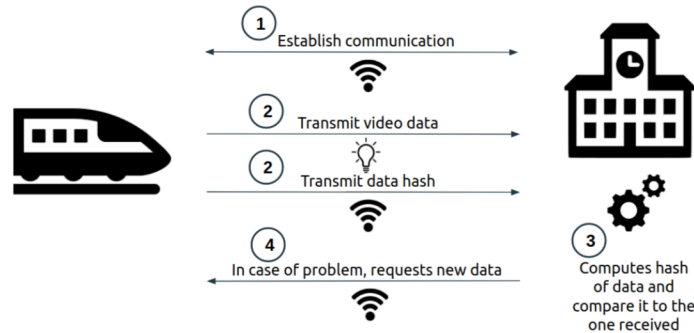 1
Establish communication
2
Transmit video data
2
Transmit data hash
4
In case of problem, requests new data
3
Computes hash
of data and
compare it to the
one received